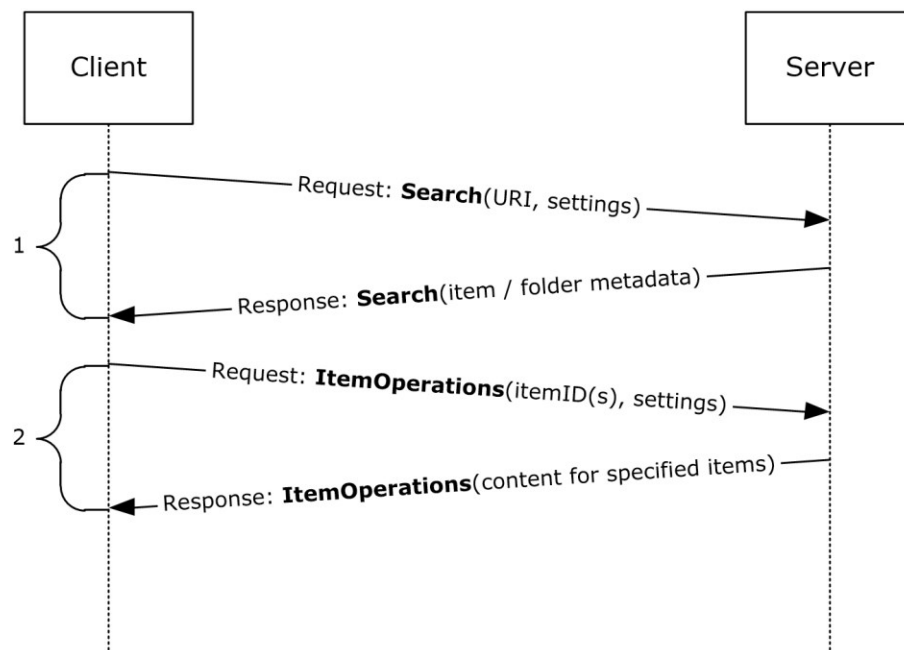 Client
Server
Request: Search(URI, settings)
1
Response: Search(item / folder metadata)
Request: ItemOperations(itemID(s), settings)
2
Response: ItemOperations(content for specified items)